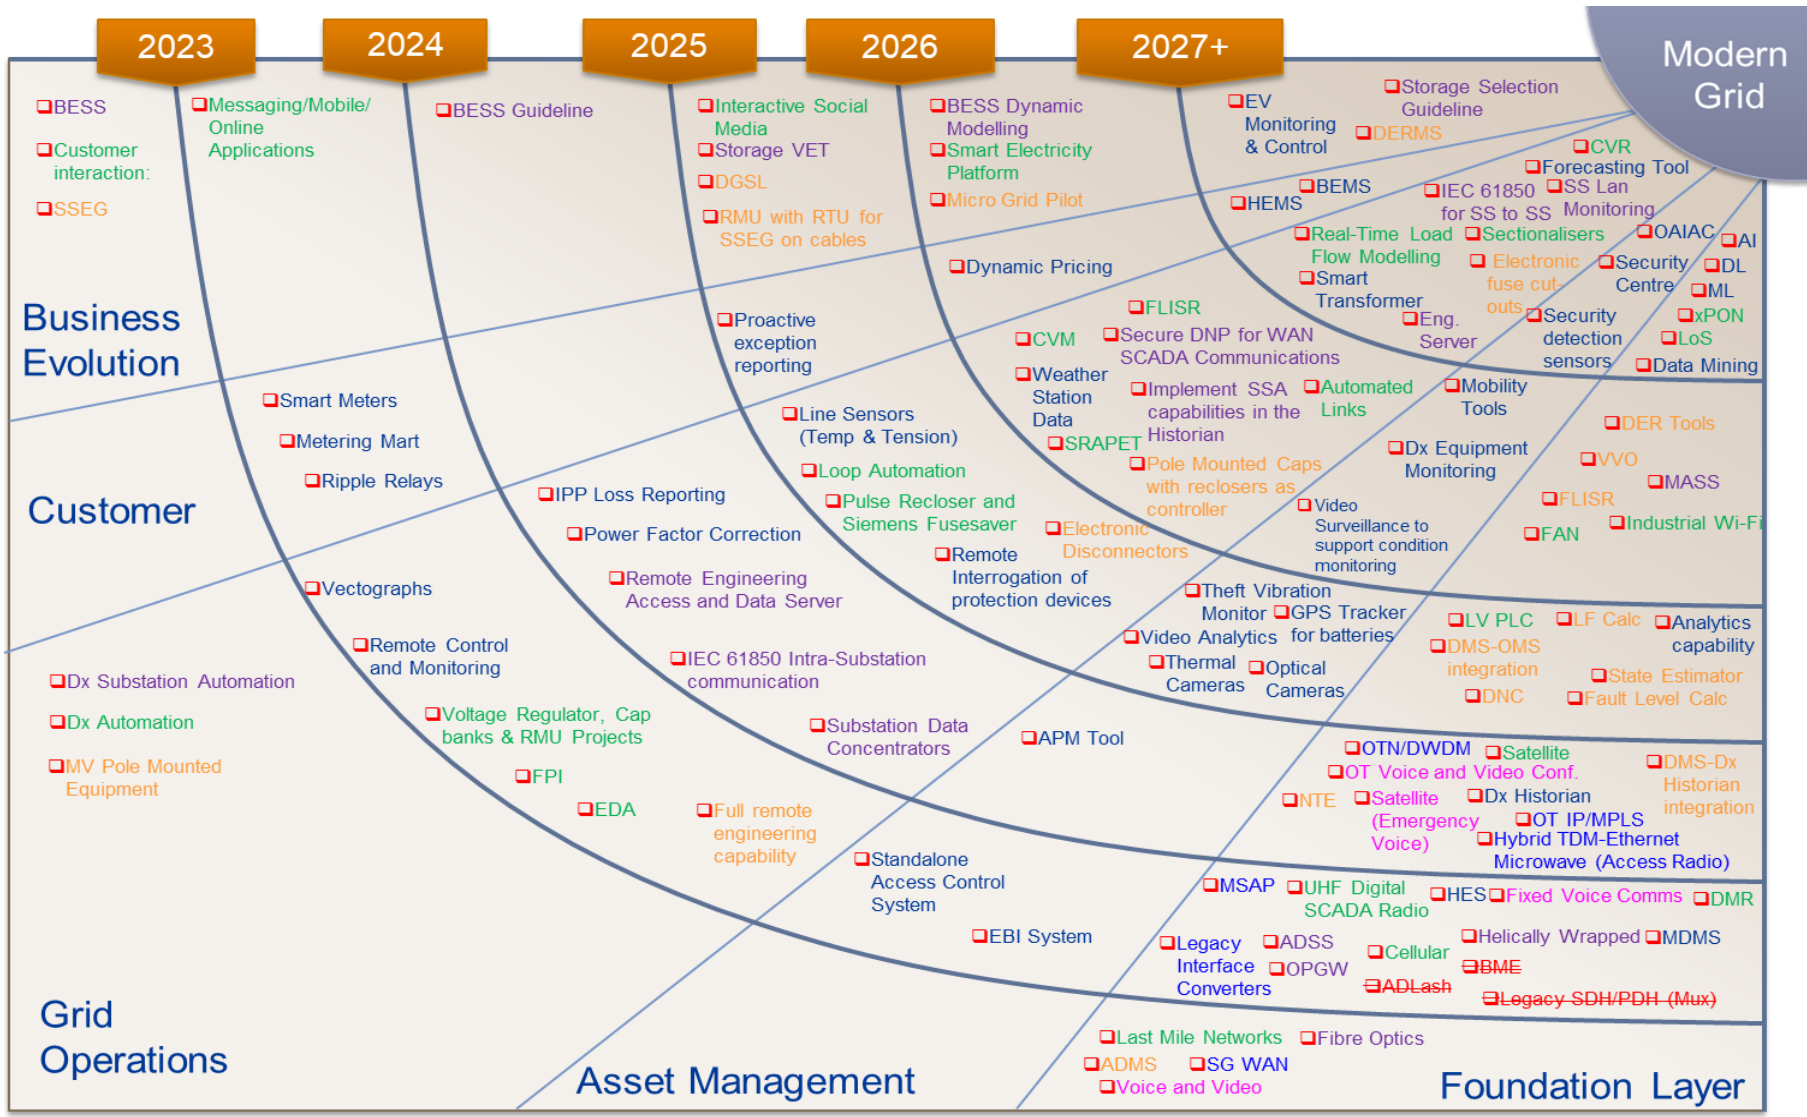 2023
2024
2025
2026
2027+
Modern
Grid
BESS
Customer
interaction:
SSEG
Messaging/Mobile/
Online
Applications
BESS Guideline
Interactive Social
Media
Storage VET
DGSL
RMU with RTU for
SSEG on cables
BESS Dynamic
Modelling
Smart Electricity
Platform
Micro Grid Pilot
EV
Monitoring
& Control
Storage Selection
Guideline
DERMS
Business
Evolution
Smart Meters
Metering Mart
Ripple Relays
Proactive
exception
reporting
Dynamic Pricing
HEMS
BEMS
Customer
Vectographs
Remote Control
and Monitoring
IPP Loss Reporting
Power Factor Correction
Remote Engineering
Access and Data Server
IEC 61850 Intra-Substation
communication
Substation Data
Concentrators
Line Sensors
(Temp & Tension)
Loop Automation
Pulse Recloser and
Siemens Fusesaver
Remote
Interrogation of
protection devices
Electronic
Disconnectors
FLISR
CVM
Secure DNP for WAN
SCADA Communications
Weather
Station
Data
Implement SSA
capabilities in the
Historian
Automated
Links
SRAPET
Pole Mounted Caps
with reclosers as
controller
CVR
Forecasting Tool
IEC 61850
for SS to SS
SS Lan
Monitoring
Real-Time Load
Flow Modelling
Sectionalisers
Smart
Transformer
Electronic
fuse cut-
outs
Eng.
Server
OAIAC
Security
Centre
Security
detection
sensors
AI
DL
ML
xPON
LoS
Data Mining
Mobility
Tools
Dx Equipment
Monitoring
Video
Surveillance to
support condition
monitoring
DER Tools
VVO
MASS
FLISR
Industrial Wi-Fi
FAN
Theft Vibration
Monitor
GPS Tracker
for batteries
Video Analytics
Thermal
Cameras
Optical
Cameras
LV PLC
LF Calc
Analytics
capability
DMS-OMS
integration
State Estimator
DNC
Fault Level Calc
Dx Substation Automation
Dx Automation
MV Pole Mounted
Equipment
Voltage Regulator, Cap
banks & RMU Projects
FPI
EDA
Full remote
engineering
capability
APM Tool
Standalone
Access Control
System
EBI System
OTN/DWDM
Satellite
OT Voice and Video Conf.
DMS-Dx
Historian
integration
NTE
Satellite
(Emergency
Voice)
Dx Historian
OT IP/MPLS
Hybrid TDM-Ethernet
Microwave (Access Radio)
MSAP
UHF Digital
SCADA Radio
HES
Fixed Voice Comms
DMR
Legacy
Interface
Converters
ADSS
OPGW
Cellular
Helically Wrapped
MDMS
BME
ADLash
Legacy SDH/PDH (Mux)
Last Mile Networks
Fibre Optics
ADMS
SG WAN
Voice and Video
Grid
Operations
Asset Management
Foundation Layer